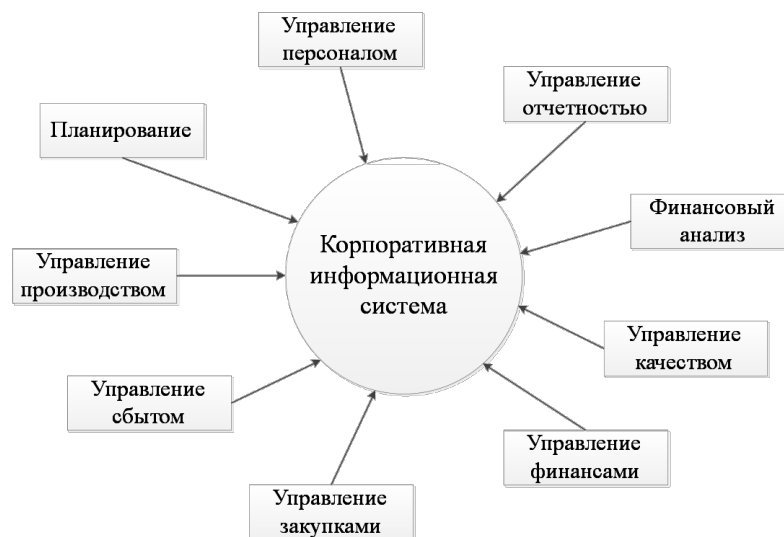 Управление
персоналом
Управление
отчетностью
Планирование
Финансовый
анализ
Корпоративная
информационная
система
Управление
производством
Управление
качеством
Управление
сбытом
Управление
финансами
Управление
закупками